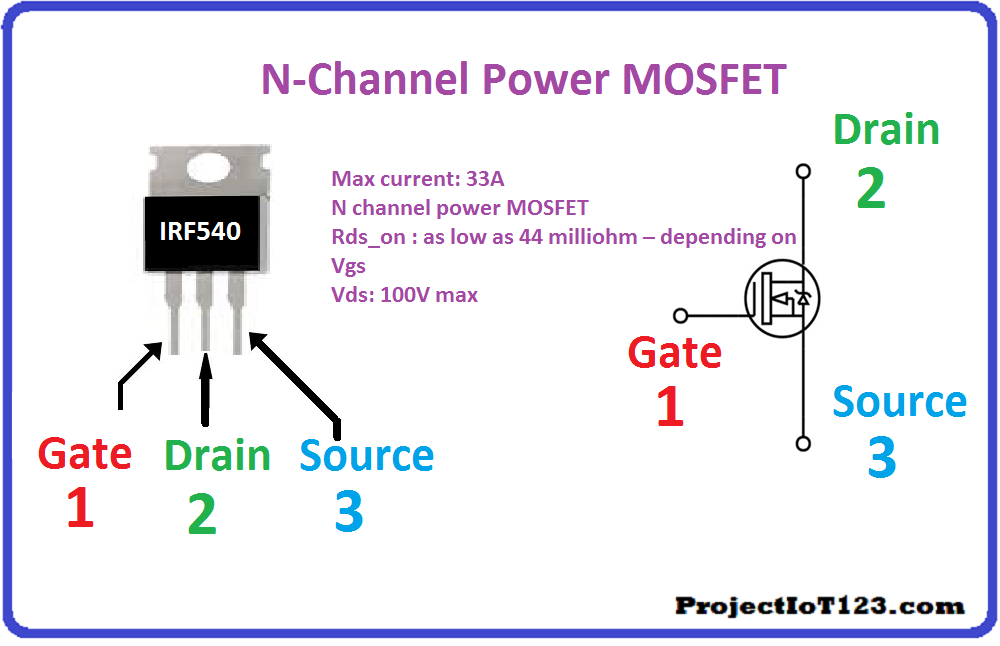 N-Channel Power MOSFET
Drain
2
Max current: 33A
N channel power MOSFET
Rds_on : as low as 44 milliohm – depending on
Vgs
Vds: 100V max
IRF540
Gate
1
Source
3
Gate Drain Source
1 2 3
ProjectIoT123.com